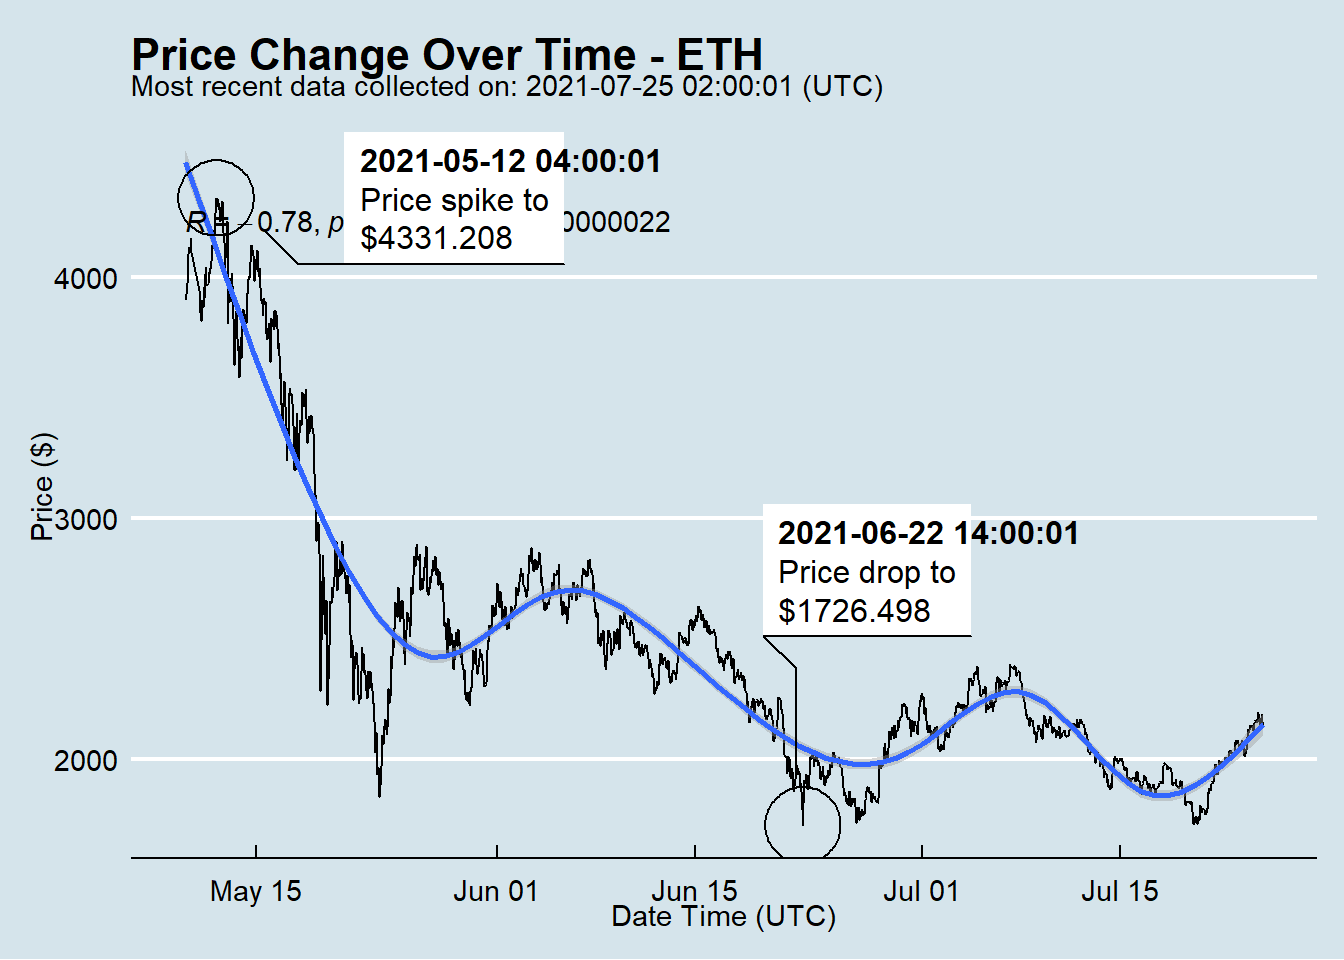 Price Change Over Time - ETH
Most recent data collected on: 2021-07-25 02:00:01 (UTC)
2021-05-12 04:00:01
Price spike to
$4331.208
R = −0.78, p
0000022
4000
3000
2000
Price ($)
2021-06-22 14:00:01
Price drop to
$1726.498
May 15
Jun 01
Jun 15
Jul 01
Jul 15
Date Time (UTC)